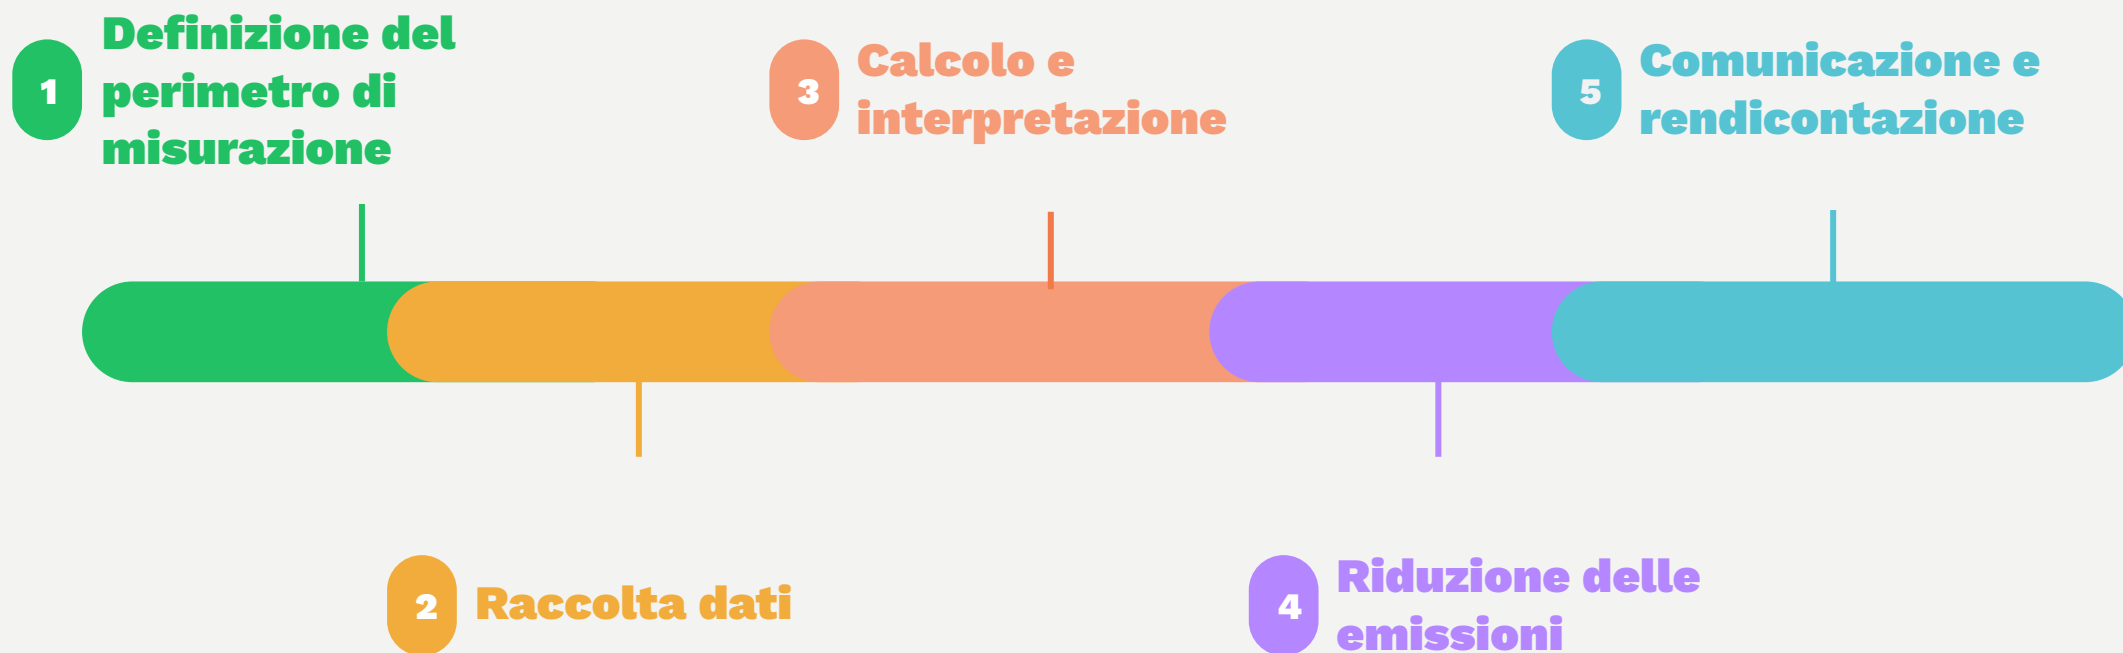 1
Definizione del
perimetro di
misurazione
2
Raccolta dati
3
Calcolo e
interpretazione
4
Riduzione delle
emissioni
5
Comunicazione e
rendicontazione